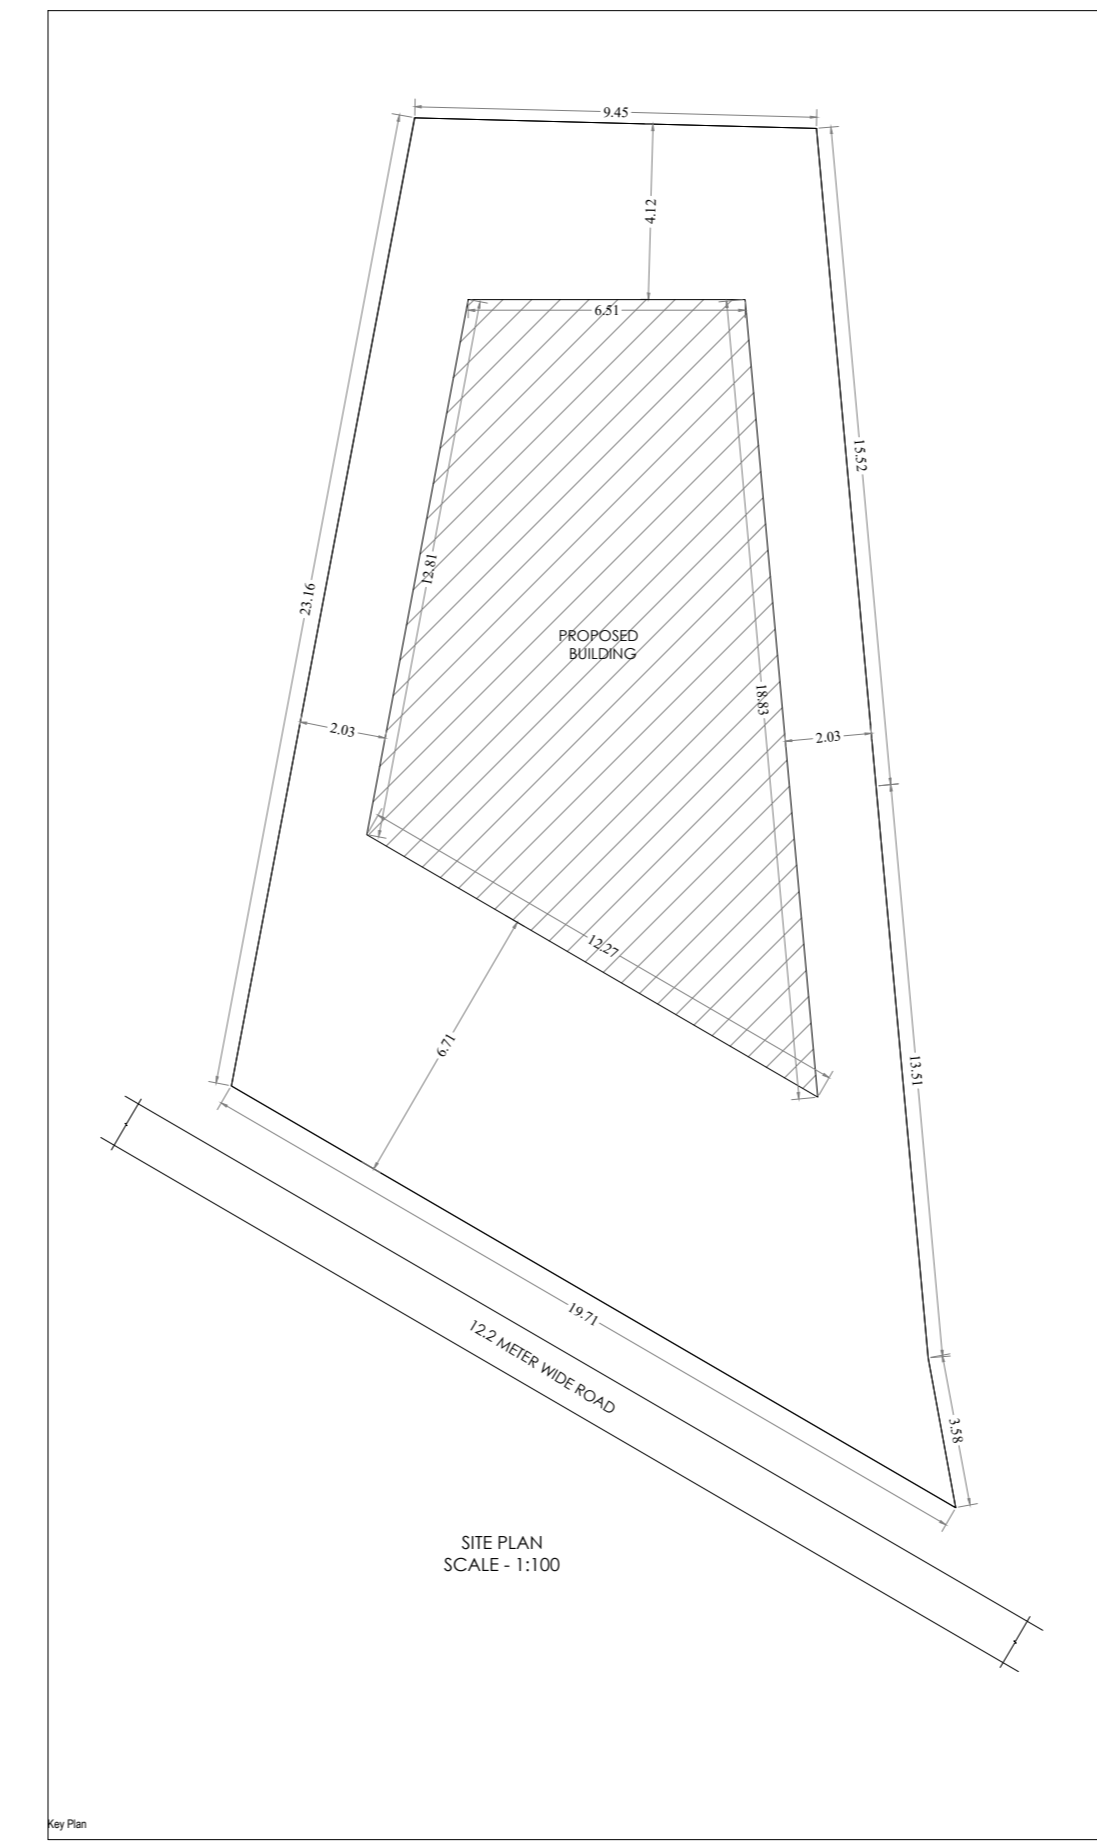 9.45
4.12
6.51
15.52
12.81
23.16
PROPOSED
BUILDING
18.83
2.03
2.03
12.27
6.71
13.51
19.71
12.2 METER WIDE ROAD
3.58
SITE PLAN
SCALE - 1:100
Key Plan